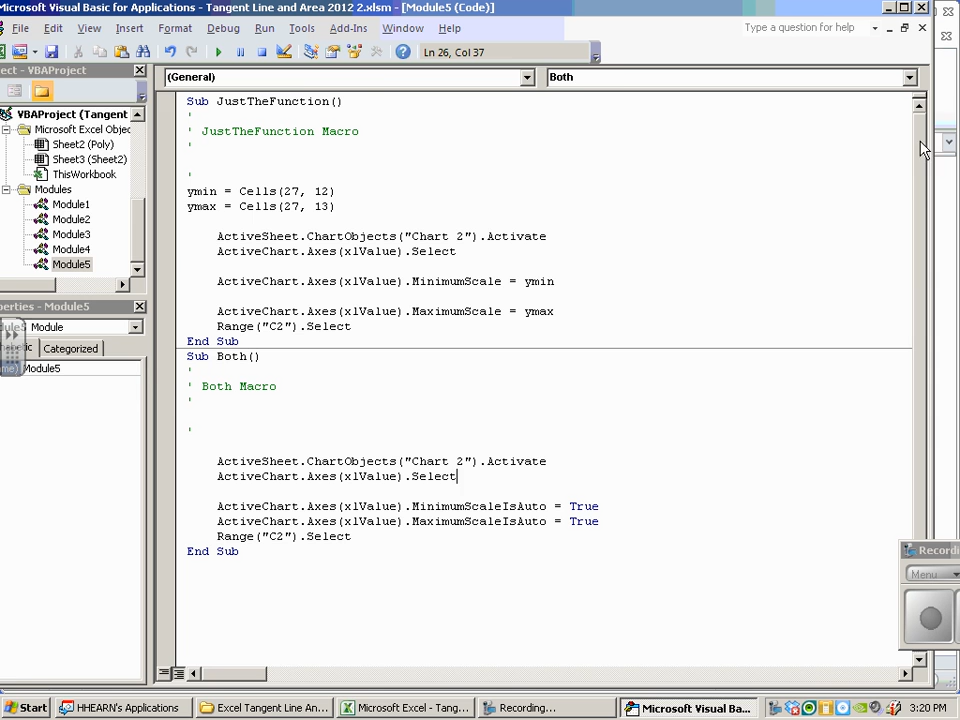 Microsoft Visual Basic for Applications - Tangent Line and Area 2012 2.xlsm - [Module5 (Code)]
File Edit View Insert Format Debug Run Tools Add-Ins Window Help
Type a question for help
Ln 26, Col 37
ect - VBAProject
(General)
Both
VBAProject (Tangent
Microsoft Excel Objec
Sheet2 (Poly)
Sheet3 (Sheet2)
ThisWorkbook
Modules
Module1
Module2
Module3
Module4
Module5
perties - Module5
Module
betic Categorized
me) Module5
Sub JustTheFunction()
'
' JustTheFunction Macro
'
'
ymin = Cells(27, 12)
ymax = Cells(27, 13)
ActiveSheet.ChartObjects("Chart 2").Activate
ActiveChart.Axes(xlValue).Select
ActiveChart.Axes(xlValue).MinimumScale = ymin
ActiveChart.Axes(xlValue).MaximumScale = ymax
Range("C2").Select
End Sub
Sub Both()
'
' Both Macro
'
'
ActiveSheet.ChartObjects("Chart 2").Activate
ActiveChart.Axes(xlValue).Select
ActiveChart.Axes(xlValue).MinimumScaleIsAuto = True
ActiveChart.Axes(xlValue).MaximumScaleIsAuto = True
Range("C2").Select
End Sub
Recordi
Menu
Start
HHEARN's Applications
Excel Tangent Line An...
Microsoft Excel - Tang...
Recording...
Microsoft Visual Ba...
3:20 PM